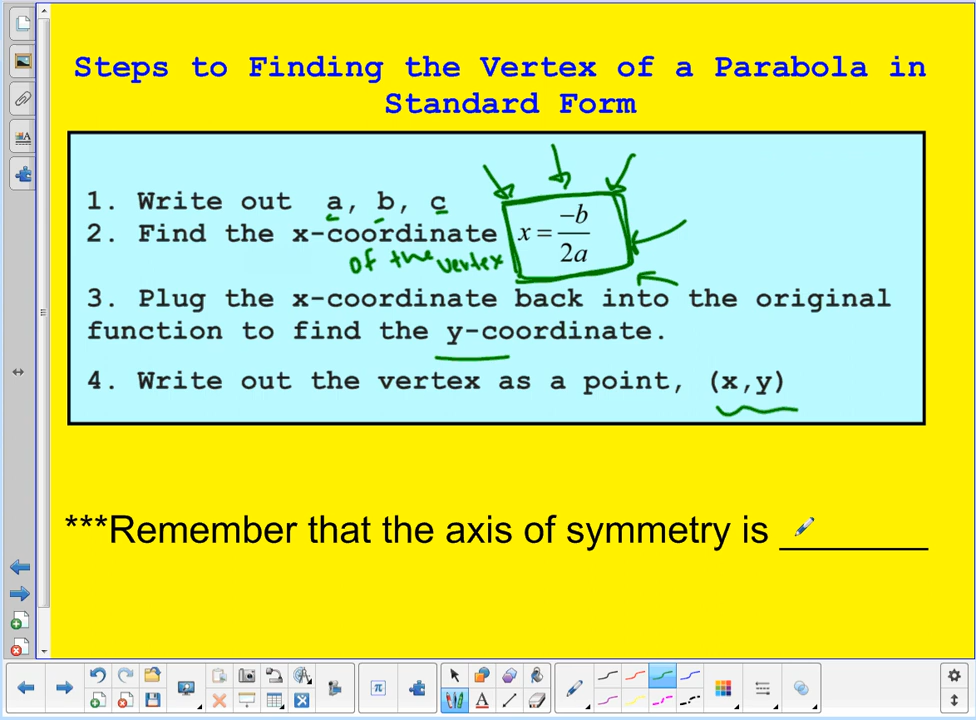 Steps to Finding the Vertex of a Parabola in
Standard Form
1. Write out a, b, c
2. Find the x-coordinate x = −b/2a
of the vertex
3. Plug the x-coordinate back into the original
function to find the y-coordinate.
4. Write out the vertex as a point, (x,y)
***Remember that the axis of symmetry is ________